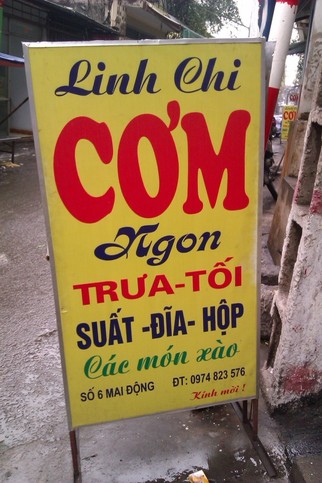 Linh Chi
CƠM
Ngon
TRƯA-TỐI
SUẤT -ĐĨA- HỘP
Các món xào
SỐ 6 MAI ĐỘNG ĐT: 0974 823 576
Kính mời !